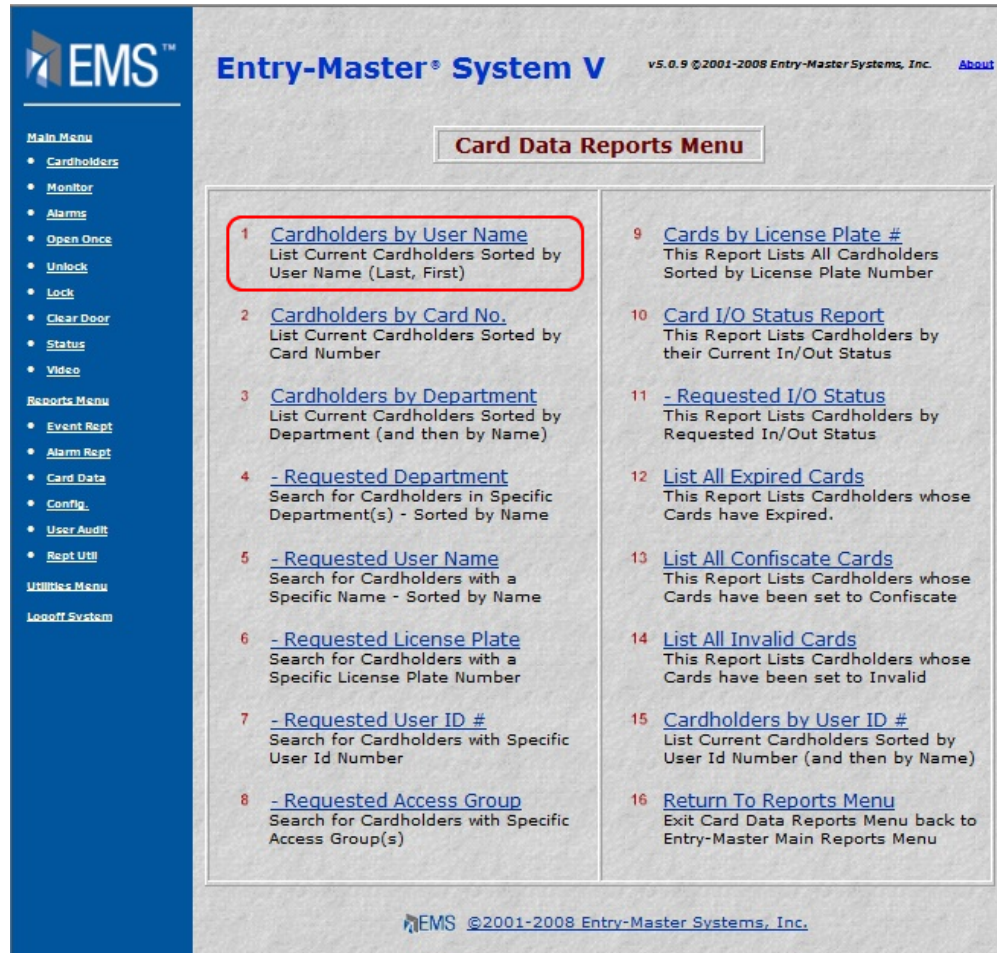 EMS™
Entry-Master® System V
v5.0.9 ©2001-2008 Entry-Master Systems, Inc.
About
Main Menu
Cardholders
Monitor
Alarms
Open Once
Unlock
Lock
Clear Door
Status
Video
Reports Menu
Event Rept
Alarm Rept
Card Data
Config.
User Audit
Rept Util
Utilities Menu
Logoff System
Card Data Reports Menu
1 Cardholders by User Name
List Current Cardholders Sorted by
User Name (Last, First)
2 Cardholders by Card No.
List Current Cardholders Sorted by
Card Number
3 Cardholders by Department
List Current Cardholders Sorted by
Department (and then by Name)
4 - Requested Department
Search for Cardholders in Specific
Department(s) - Sorted by Name
5 - Requested User Name
Search for Cardholders with a
Specific Name - Sorted by Name
6 - Requested License Plate
Search for Cardholders with a
Specific License Plate Number
7 - Requested User ID #
Search for Cardholders with Specific
User Id Number
8 - Requested Access Group
Search for Cardholders with Specific
Access Group(s)
9 Cards by License Plate #
This Report Lists All Cardholders
Sorted by License Plate Number
10 Card I/O Status Report
This Report Lists Cardholders by
their Current In/Out Status
11 - Requested I/O Status
This Report Lists Cardholders by
Requested In/Out Status
12 List All Expired Cards
This Report Lists Cardholders whose
Cards have Expired.
13 List All Confiscate Cards
This Report Lists Cardholders whose
Cards have been set to Confiscate
14 List All Invalid Cards
This Report Lists Cardholders whose
Cards have been set to Invalid
15 Cardholders by User ID #
List Current Cardholders Sorted by
User Id Number (and then by Name)
16 Return To Reports Menu
Exit Card Data Reports Menu back to
Entry-Master Main Reports Menu
EMS ©2001-2008 Entry-Master Systems, Inc.